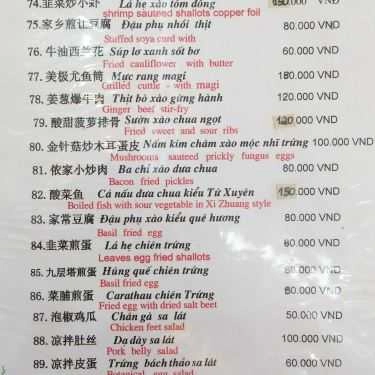 74.韭菜炒小虾 Lá hẹ xào tôm đồng 150.000 VNĐ
shrimp sauteed shallots copper foil
75.家乡煎让豆腐 Đậu phụ nhồi thịt 80.000 VND
Stuffed soya curd with
76.牛油西兰花 Súp lơ xanh sốt bơ 60.000 VND
Fried cauliflower with butter
77.美极尤鱼筒 Mực rang magi 180.000 VND
Grilled cuttle - with magi
78.姜葱爆牛肉 Thịt bò xào gừng hành 120.000 VND
Ginger beef stir-fry
79.酸甜菠萝排骨 Sườn xào chua ngọt 120.000 VND
Fried sweet and sour ribs
80.金针菇炒木耳蛋皮 Nấm kim châm xào mộc nhĩ trứng 100.000 VND
Mushrooms sauteed prickly fungus eggs
81.侬家小炒肉 Ba chỉ xào dưa chua 80.000 VND
Bacon fried pickles
82.酸菜鱼 Cá nấu dưa chua kiểu Tứ Xuyên 150.000 VND
Boiled fish with sour vegetable in Xi Zhuang style
83.家常豆腐 Đậu phụ xào kiểu quê hương 60.000 VND
Basil fried egg
84.韭菜煎蛋 Lá hẹ chiên trứng 60.000 VND
Leaves egg fried shallots
85.九层塔煎蛋 Húng quế chiên trứng 60.000 VND
Basil fried egg
86.菜脯煎蛋 Carathau chiên Trứng 60.000 VND
Fried egg with dried salt beet
87.泡椒鸡瓜 Chân gà sa lát 80.000 VND
Chicken feet salad
88.凉拌肚丝 Dạ dày sa lát 100.000 VND
Pork belly salad
89.凉拌皮蛋 Trứng bách thảo sa lát 60.000 VND
Botanical egg salad